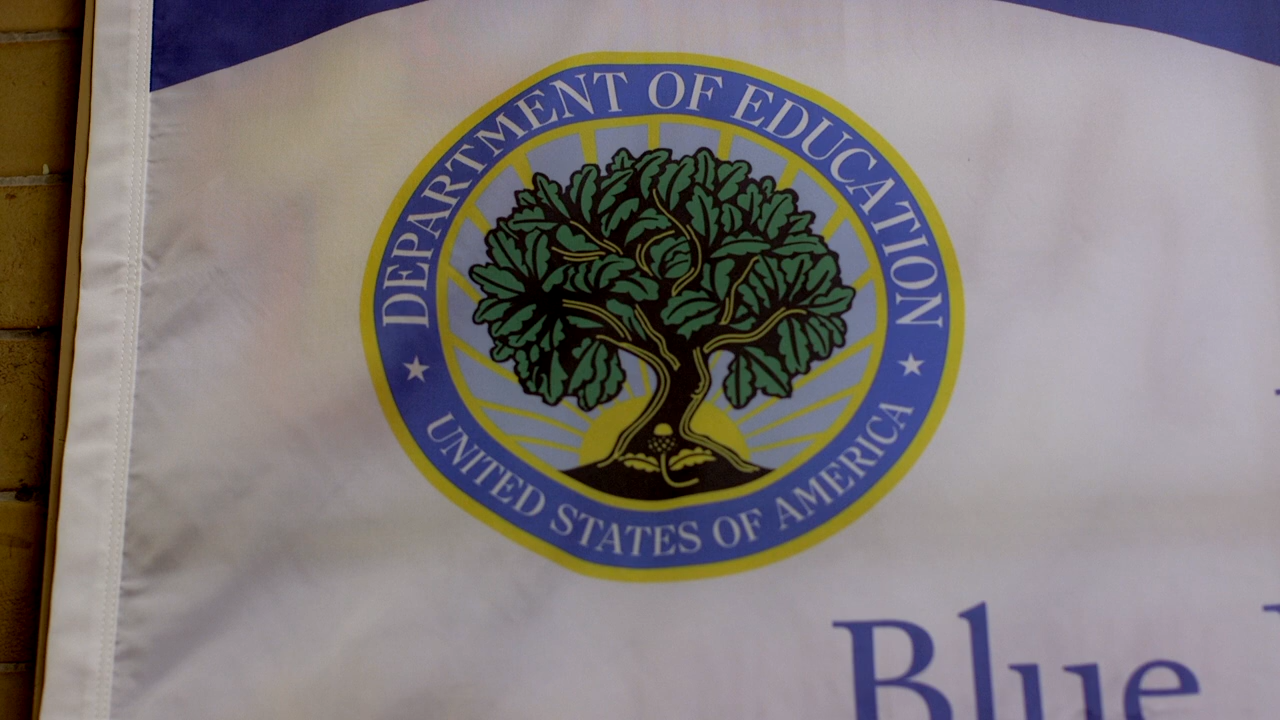 DEPARTMENT OF EDUCATION
UNITED STATES OF AMERICA
Blue